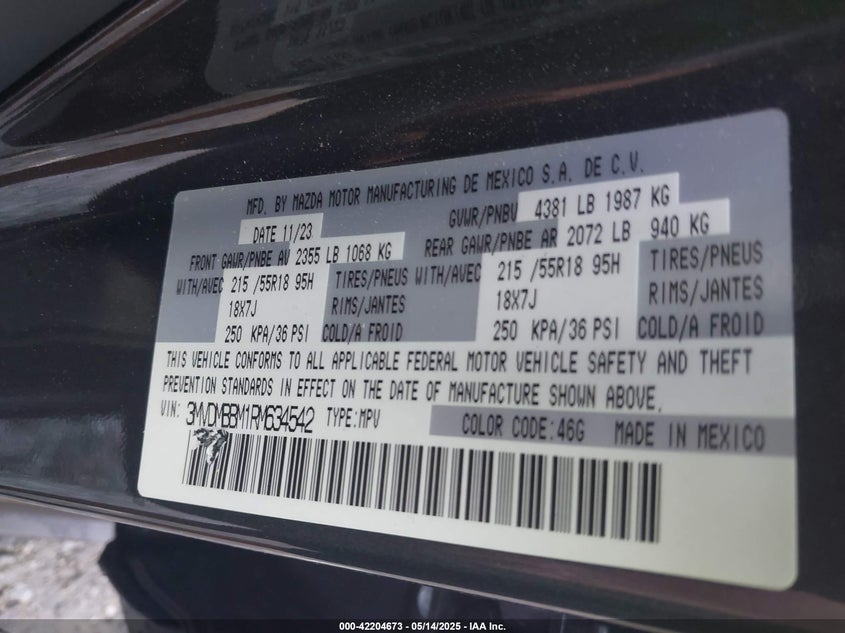 MFD. BY MAZDA MOTOR MANUFACTURING DE MEXICO S.A. DE C.V.
DATE 11/23 GVWR/PNBV 4381 LB 1987 KG
FRONT GAWR/PNBE AV 2355 LB 1068 KG REAR GAWR/PNBE AR 2072 LB 940 KG
WITH/AVEC 215 /55R18 95H TIRES/PNEUS WITH/AVEC 215 /55R18 95H TIRES/PNEUS
18X7J RIMS/JANTES 18X7J RIMS/JANTES
250 KPA/36 PSI COLD/A FROID 250 KPA/36 PSI COLD/A FROID
THIS VEHICLE CONFORMS TO ALL APPLICABLE FEDERAL MOTOR VEHICLE SAFETY AND THEFT
PREVENTION STANDARDS IN EFFECT ON THE DATE OF MANUFACTURE SHOWN ABOVE.
VIN: 3MVDMBBM1RM634542 TYPE:MPV COLOR CODE:46G MADE IN MEXICO
000-42204673 - 05/14/2025 - IAA Inc.